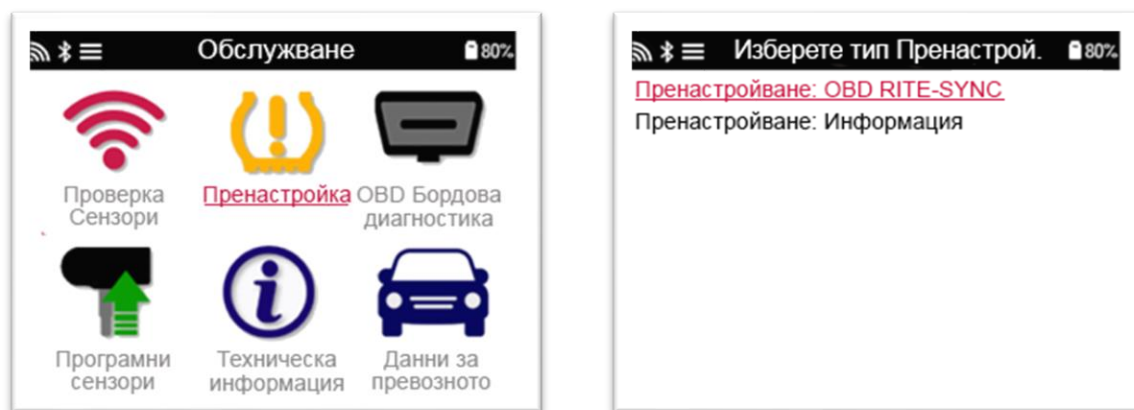 Обслужване
80%
Проверка
Сензори
Пренастройка
OBD Бордова
диагностика
Програмни
сензори
Техническа
информация
Данни за
превозното
Изберете тип Пренастрой.
80%
Пренастройване: OBD RITE-SYNC
Пренастройване: Информация